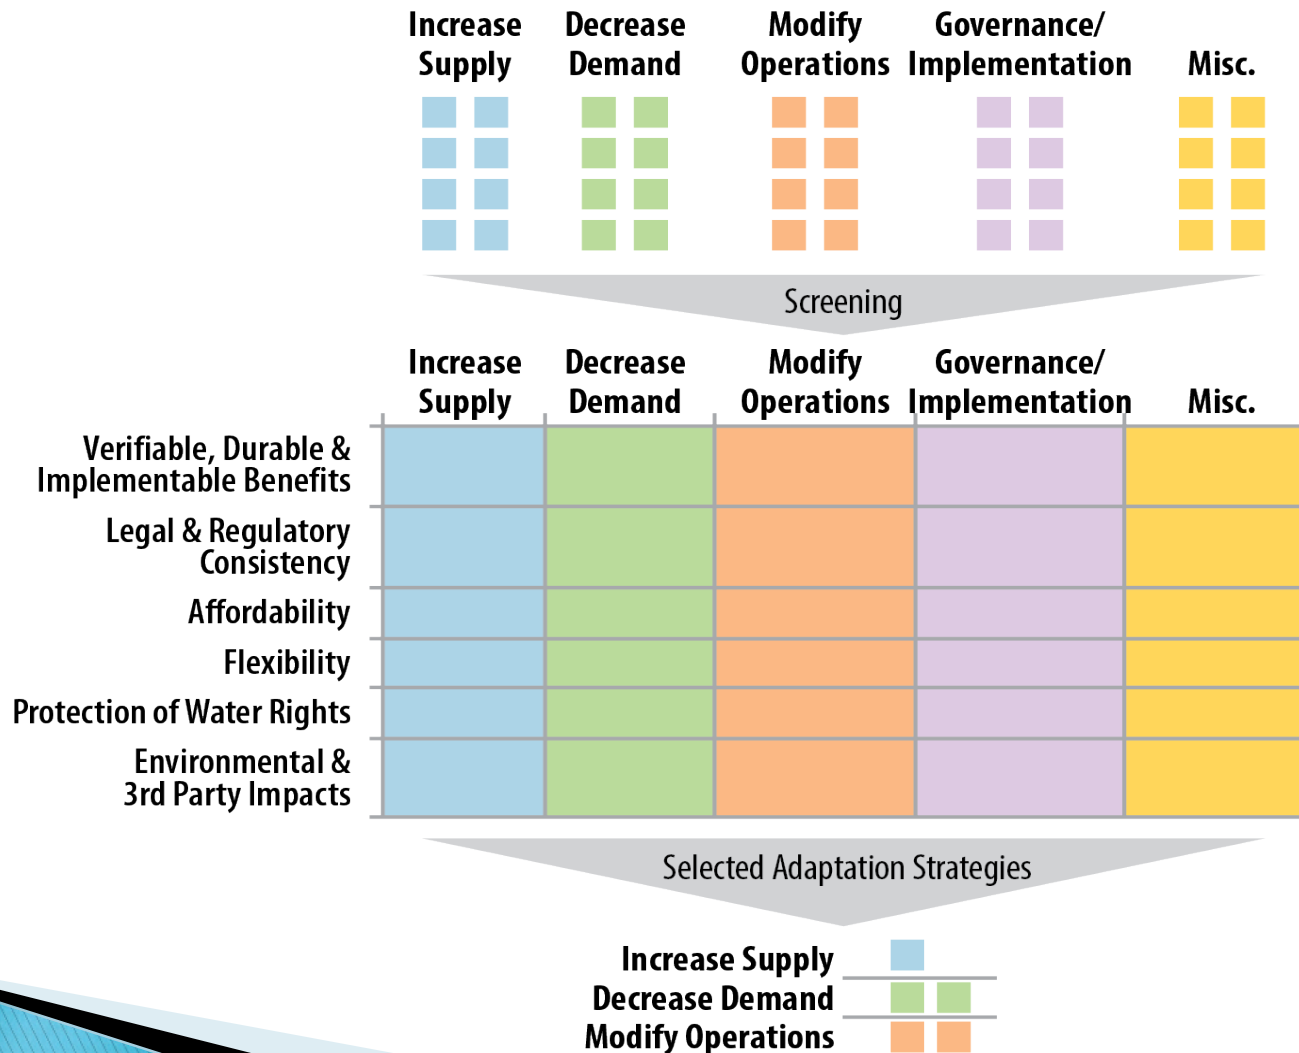 Increase Decrease Modify Governance/
Supply Demand Operations Implementation Misc.
Screening
Increase Decrease Modify Governance/
Supply Demand Operations Implementation Misc.
Verifiable, Durable &
Implementable Benefits
Legal & Regulatory
Consistency
Affordability
Flexibility
Protection of Water Rights
Environmental &
3rd Party Impacts
Selected Adaptation Strategies
Increase Supply
Decrease Demand
Modify Operations